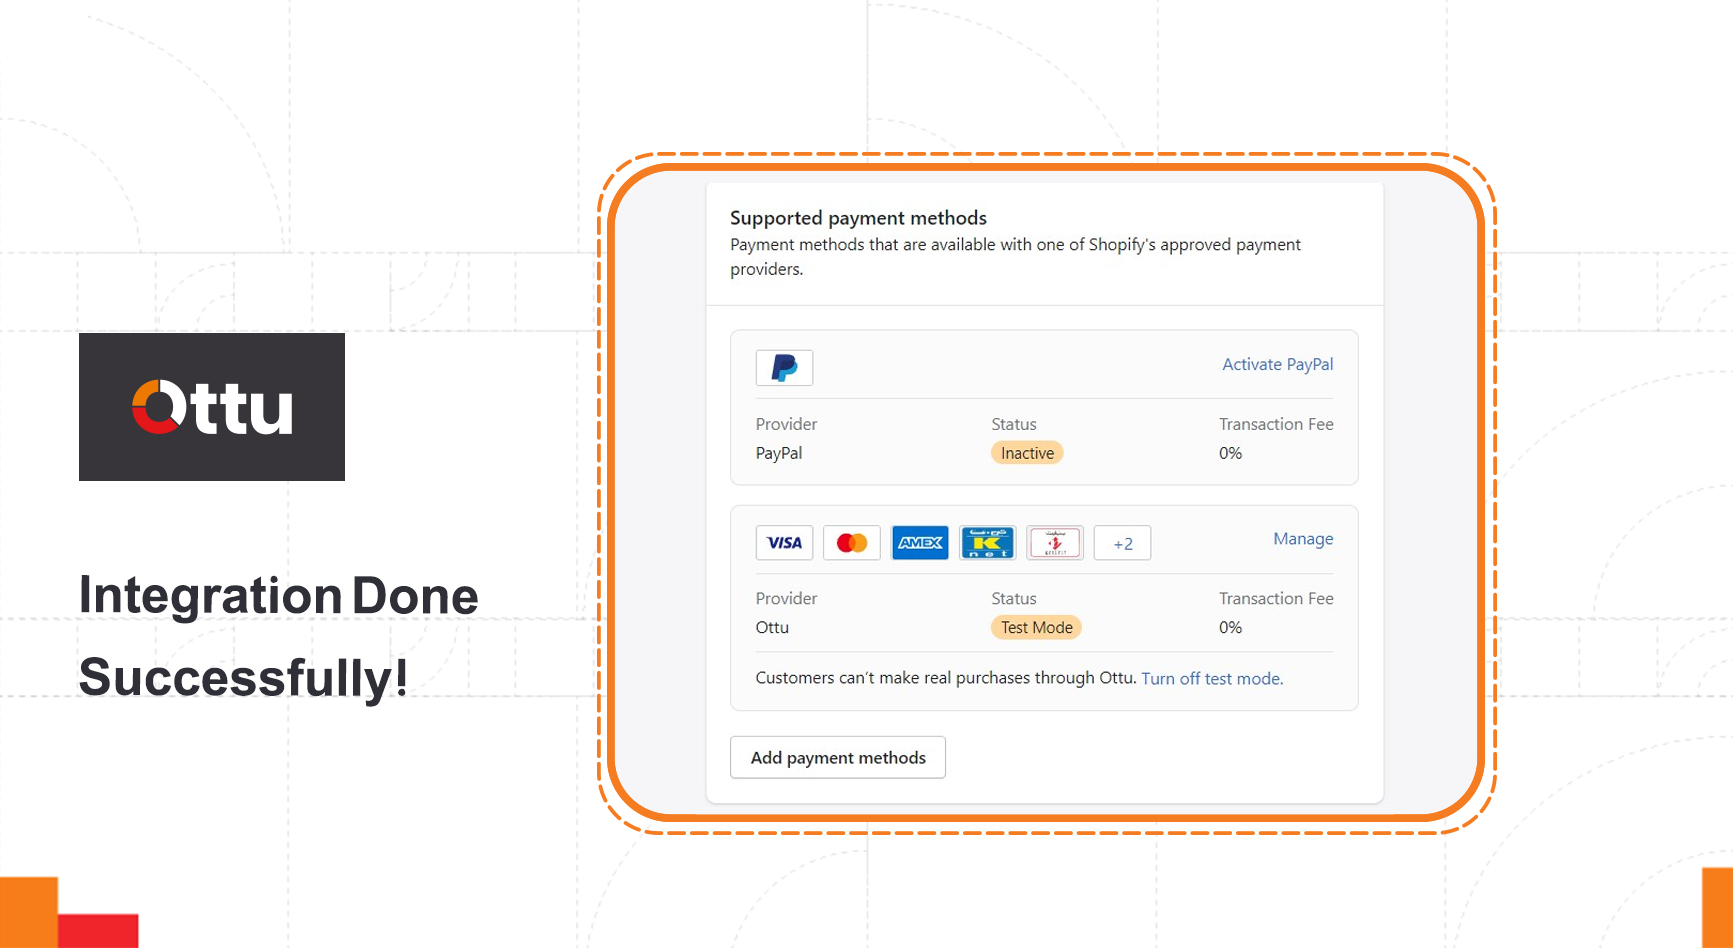 Ottu
Integration Done
Successfully!
Supported payment methods
Payment methods that are available with one of Shopify's approved payment
providers.
Activate PayPal
Provider Status Transaction Fee
PayPal Inactive 0%
VISA AMEX K net +2 Manage
Provider Status Transaction Fee
Ottu Test Mode 0%
Customers can't make real purchases through Ottu. Turn off test mode.
Add payment methods